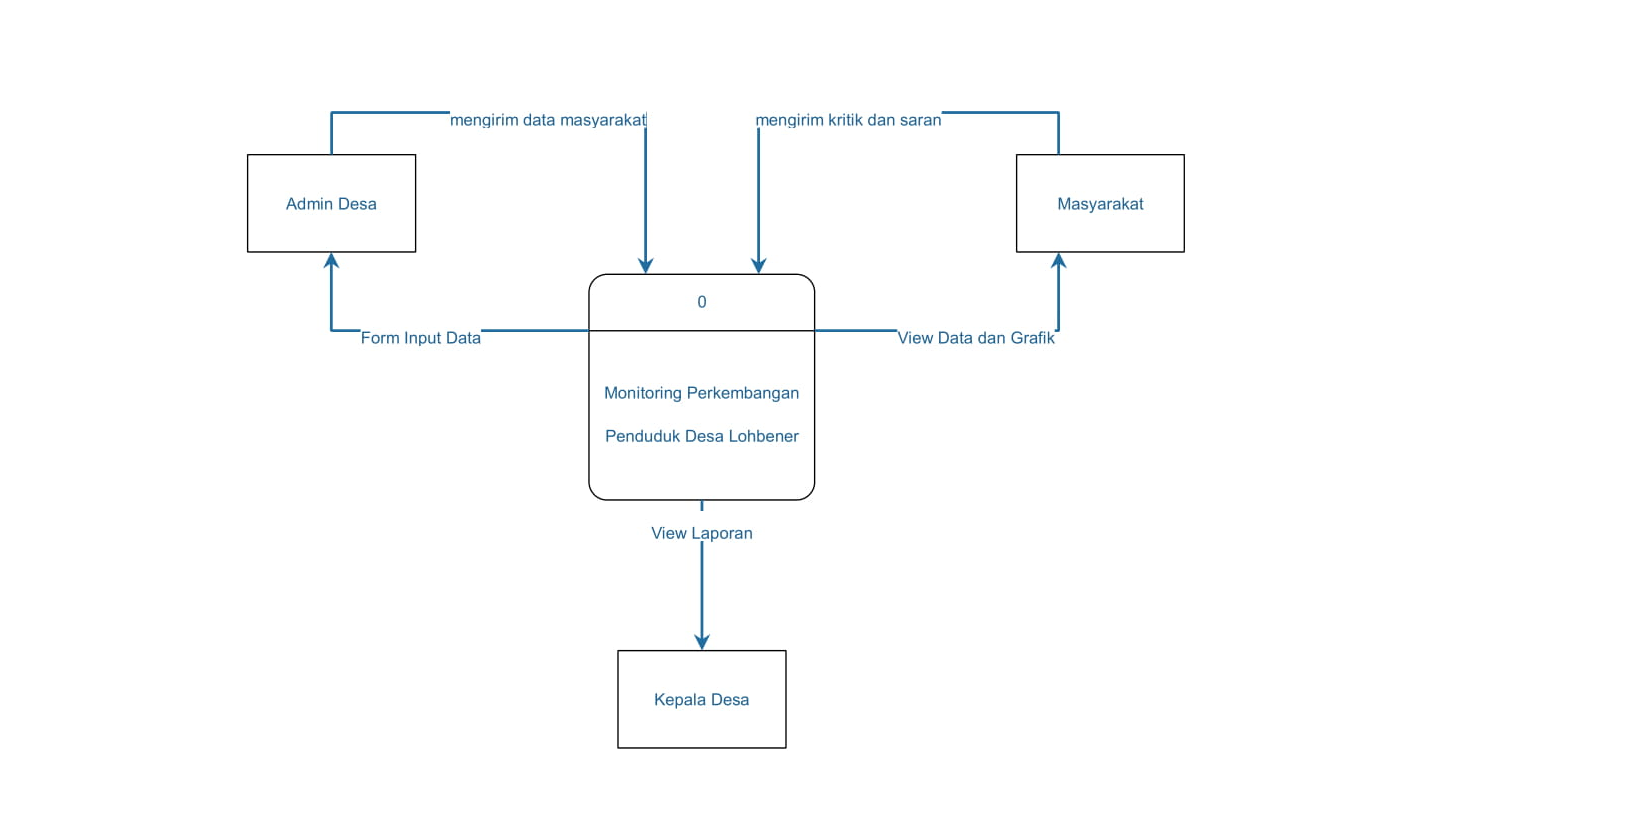 mengirim data masyarakat
mengirim kritik dan saran
Admin Desa
Masyarakat
0
Form Input Data
View Data dan Grafik
Monitoring Perkembangan
Penduduk Desa Lohbener
View Laporan
Kepala Desa